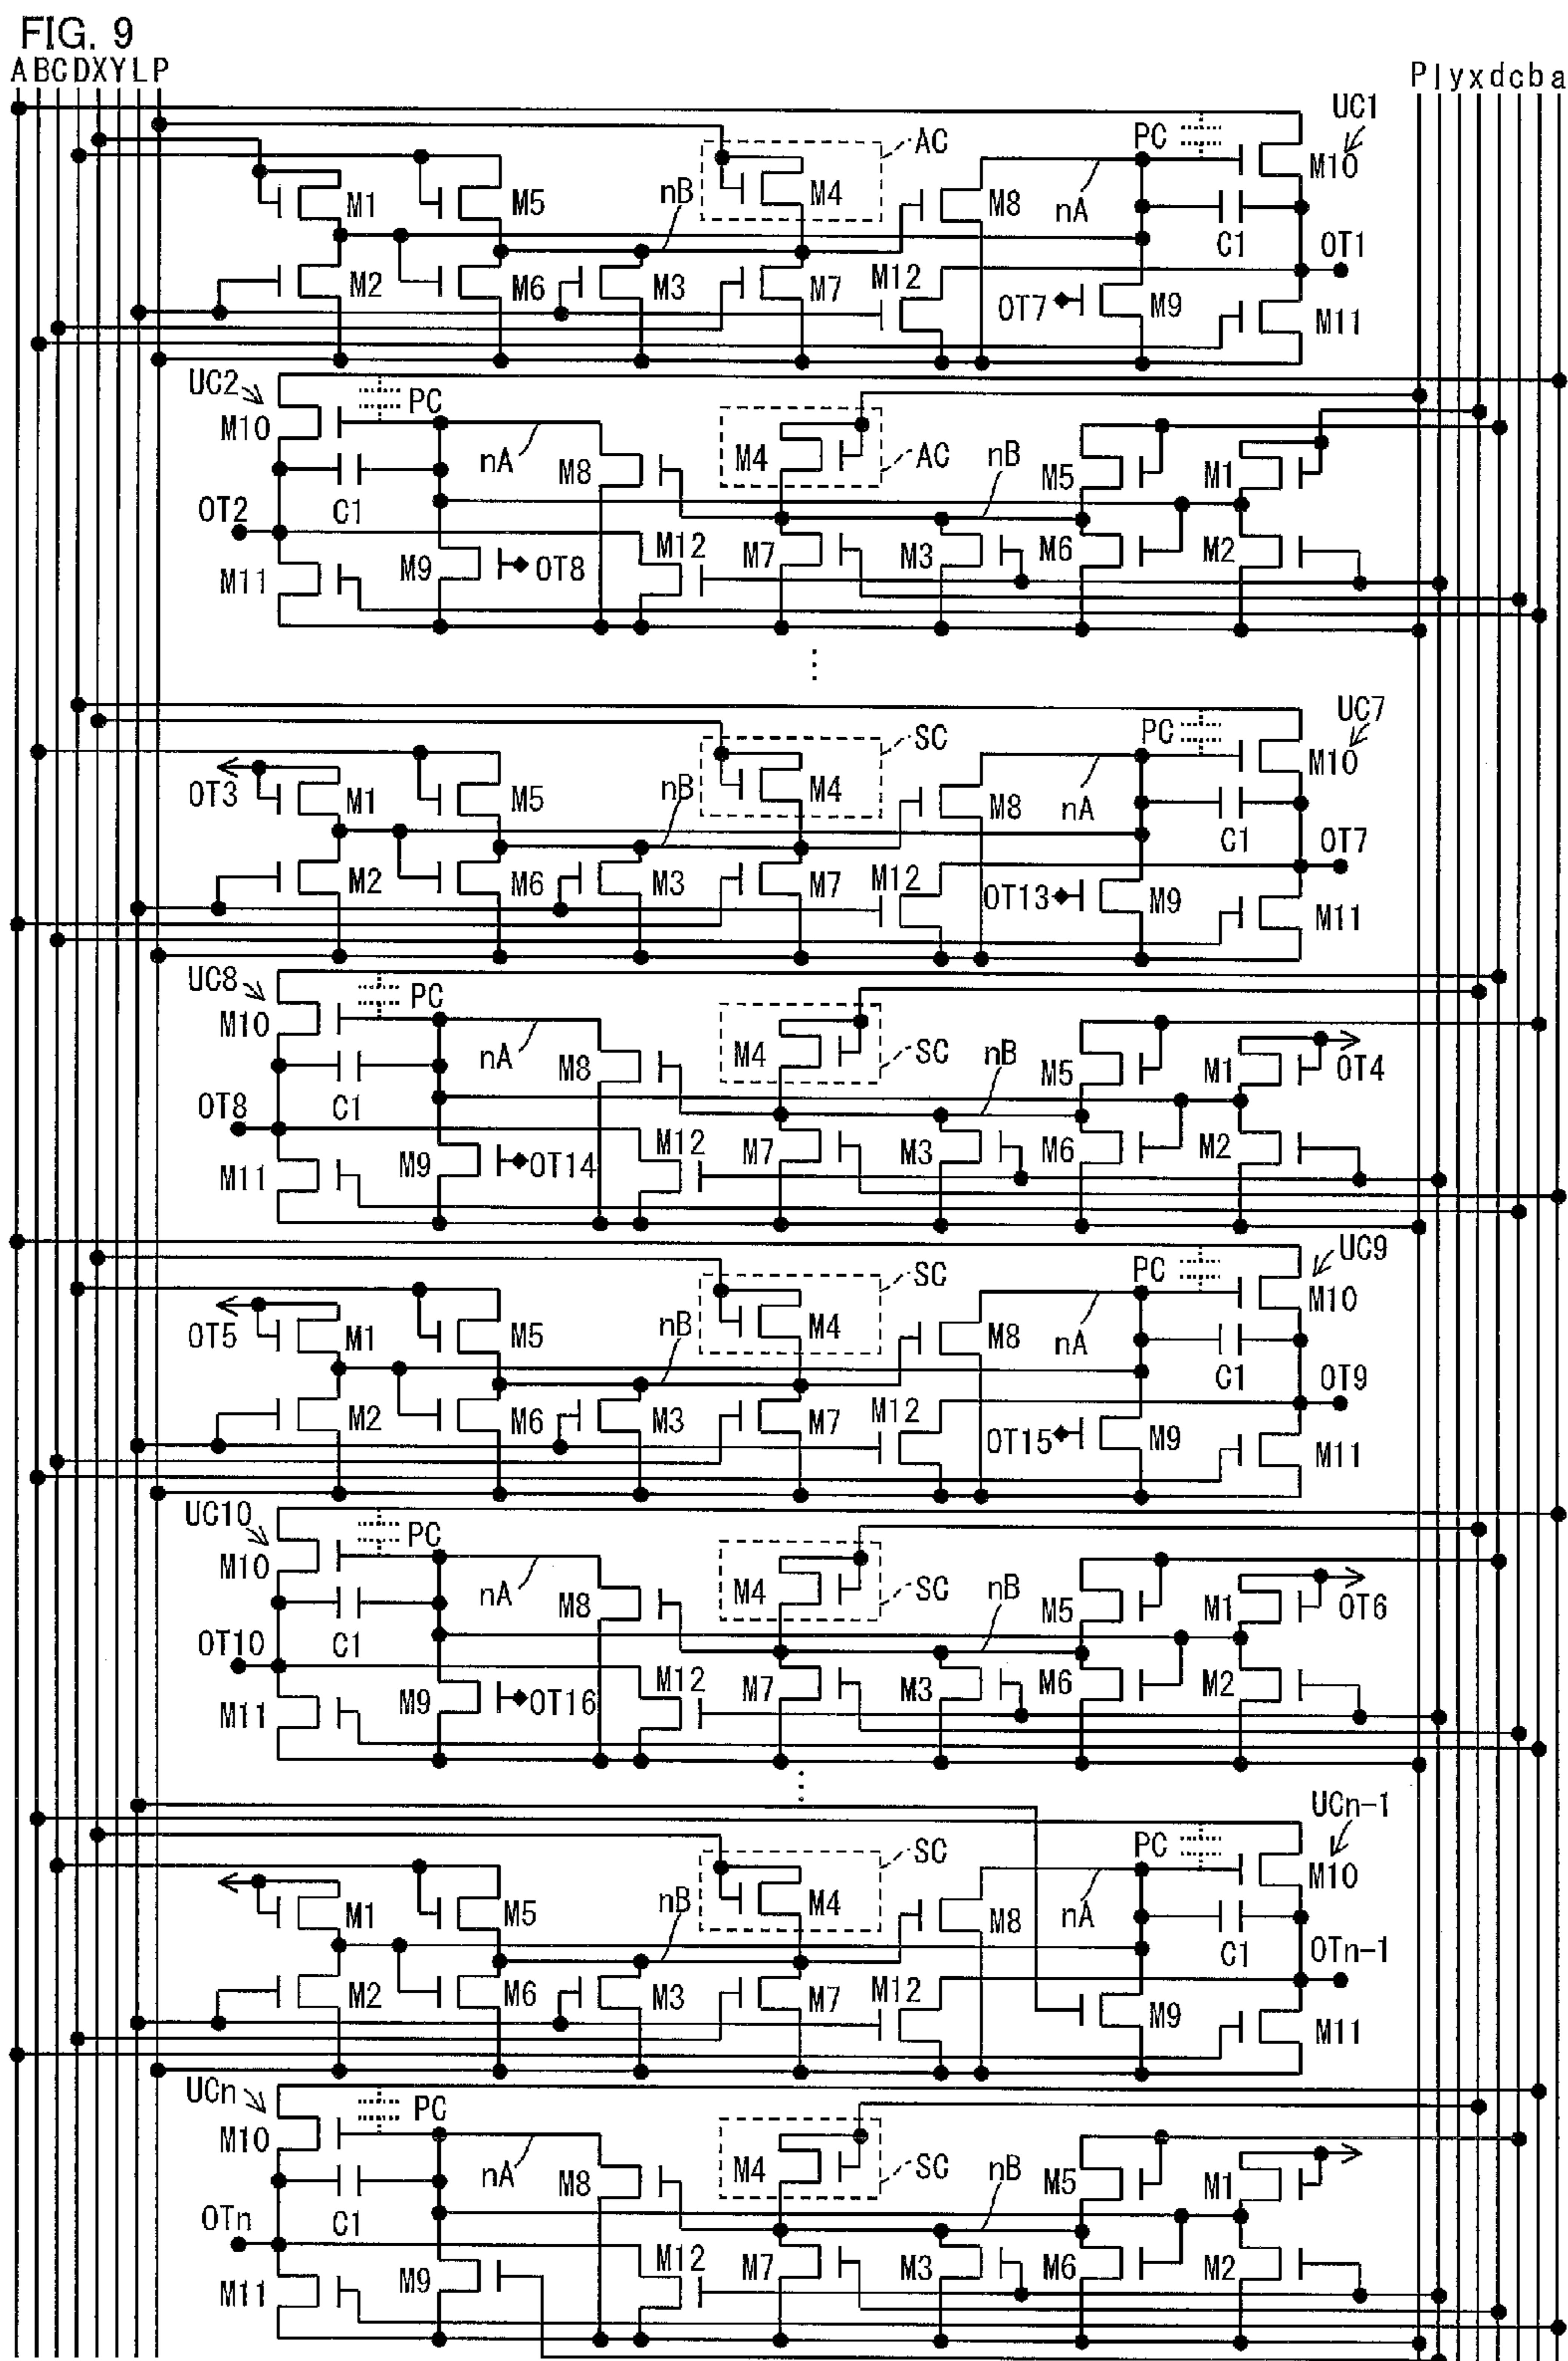 FIG. 9
A B C D X Y L P
P l y x d c b a
UC1
AC
PC
M10
M1 M5 nB M4 M8 nA
C1 OT1
M2 M6 M3 M7 M12 OT7 M9 M11
UC2
PC
M10
nA M8 M4 AC nB M5 M1
OT2 C1
M11 M9 OT8 M12 M7 M3 M6 M2
UC7
SC
PC
M10
OT3 M1 M5 nB M4 M8 nA
C1 OT7
M2 M6 M3 M7 M12 OT13 M9 M11
UC8
PC
M10
nA M8 M4 SC nB M5 M1 OT4
OT8 C1
M11 M9 OT14 M12 M7 M3 M6 M2
UC9
SC
PC
M10
OT5 M1 M5 nB M4 M8 nA
C1 OT9
M2 M6 M3 M7 M12 OT15 M9 M11
UC10
PC
M10
nA M8 M4 SC nB M5 M1 OT6
OT10 C1
M11 M9 OT16 M12 M7 M3 M6 M2
UCn-1
SC
PC
M10
M1 M5 nB M4 M8 nA
C1 OTn-1
M2 M6 M3 M7 M12 M9 M11
UCn
PC
M10
nA M8 M4 SC nB M5 M1
OTn C1
M11 M9 M12 M7 M3 M6 M2